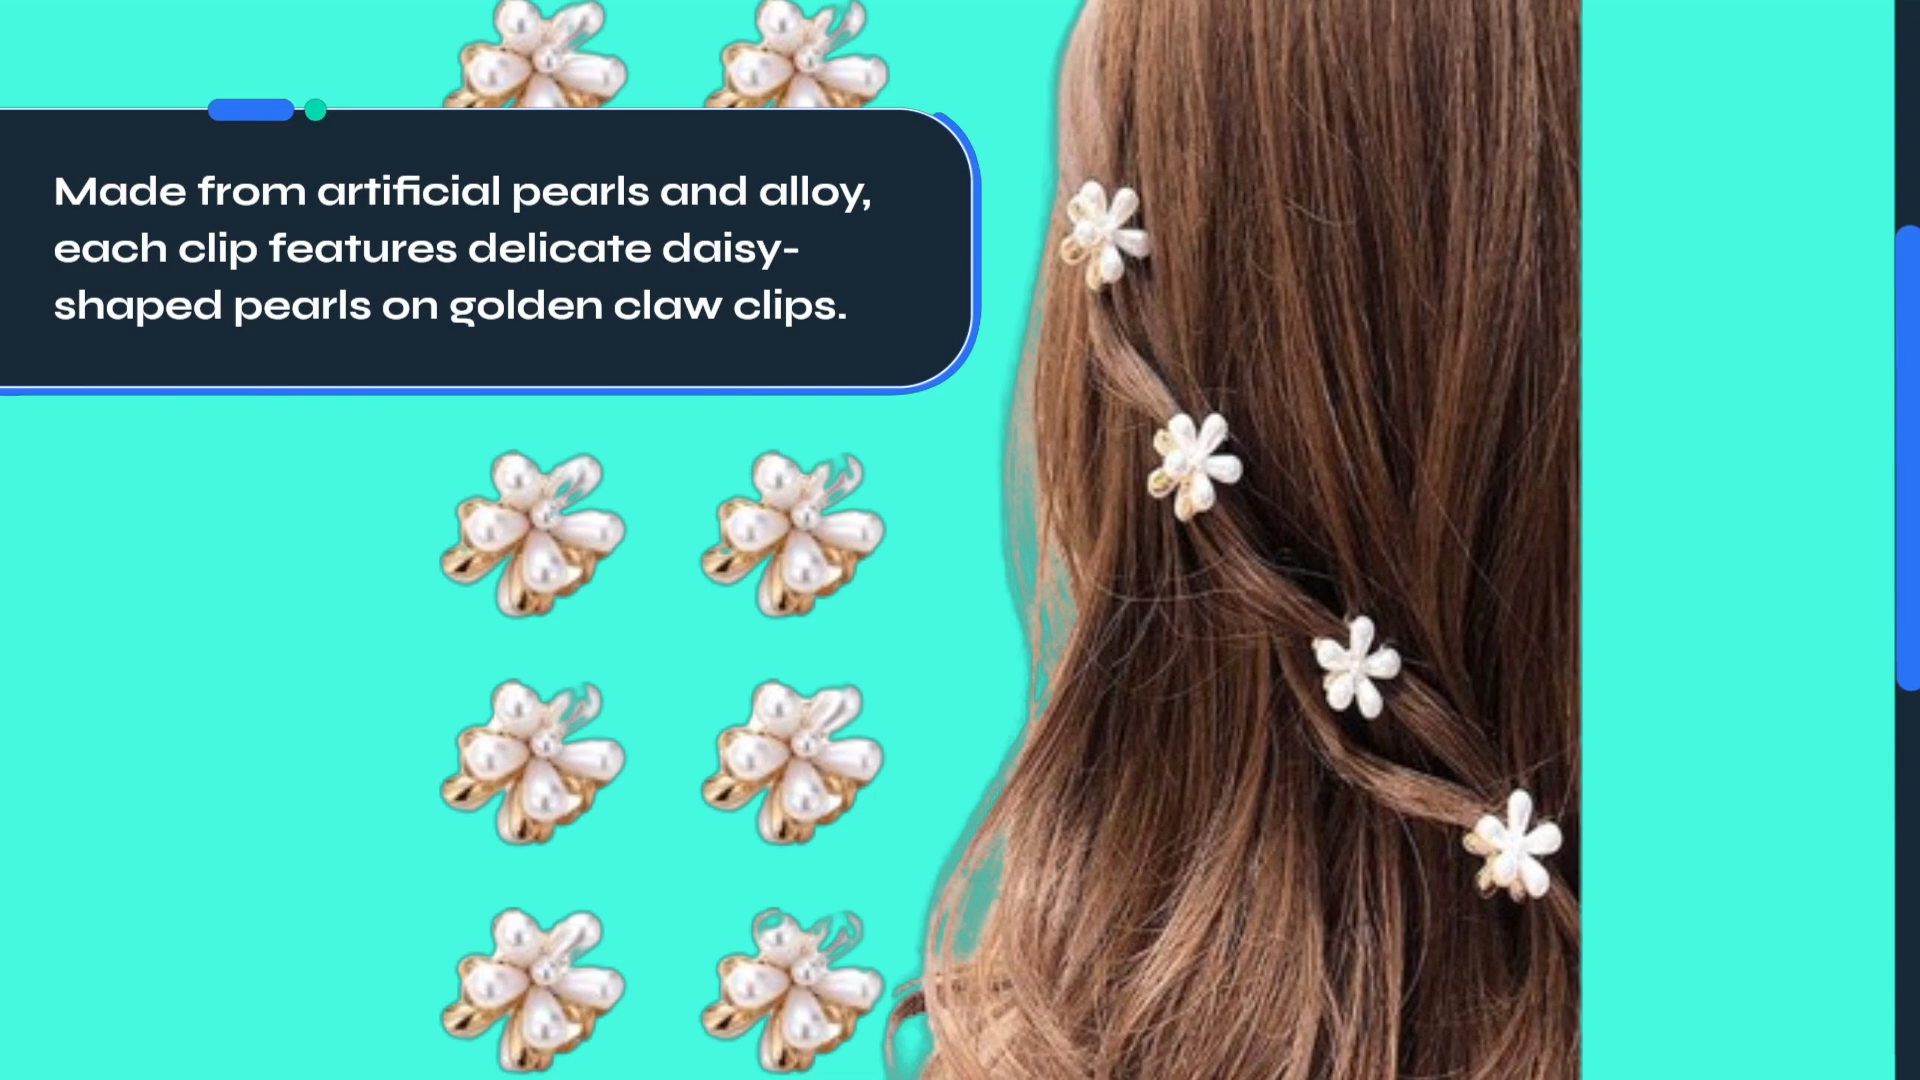 Made from artificial pearls and alloy,
each clip features delicate daisy-
shaped pearls on golden claw clips.